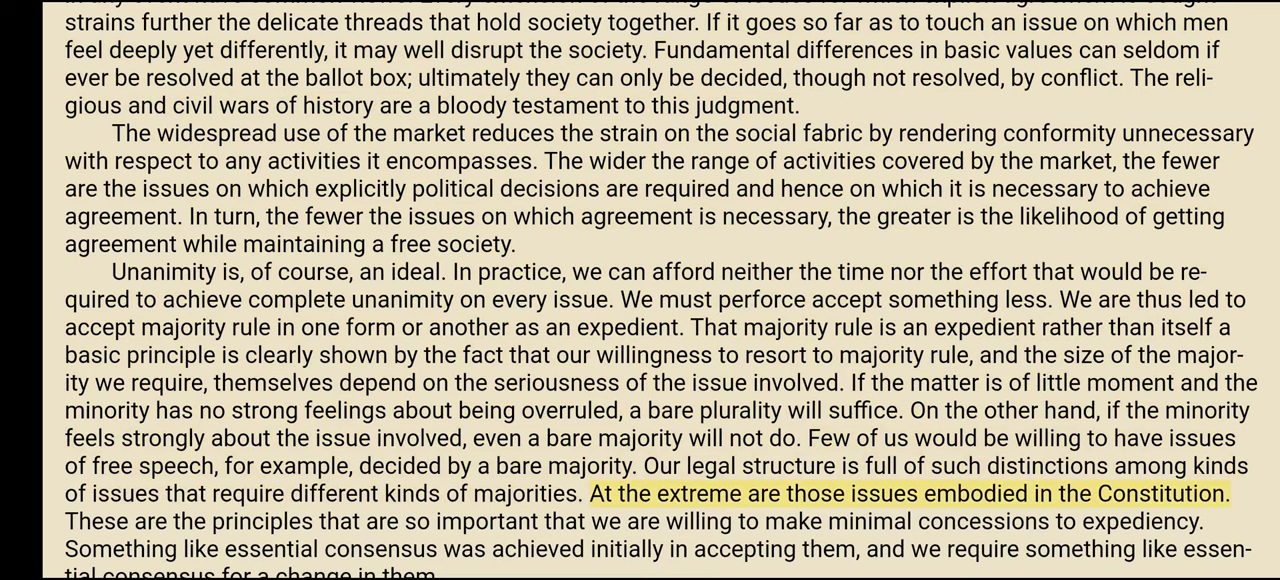 strains further the delicate threads that hold society together. If it goes so far as to touch an issue on which men
feel deeply yet differently, it may well disrupt the society. Fundamental differences in basic values can seldom if
ever be resolved at the ballot box; ultimately they can only be decided, though not resolved, by conflict. The reli-
gious and civil wars of history are a bloody testament to this judgment.
The widespread use of the market reduces the strain on the social fabric by rendering conformity unnecessary
with respect to any activities it encompasses. The wider the range of activities covered by the market, the fewer
are the issues on which explicitly political decisions are required and hence on which it is necessary to achieve
agreement. In turn, the fewer the issues on which agreement is necessary, the greater is the likelihood of getting
agreement while maintaining a free society.
Unanimity is, of course, an ideal. In practice, we can afford neither the time nor the effort that would be re-
quired to achieve complete unanimity on every issue. We must perforce accept something less. We are thus led to
accept majority rule in one form or another as an expedient. That majority rule is an expedient rather than itself a
basic principle is clearly shown by the fact that our willingness to resort to majority rule, and the size of the major-
ity we require, themselves depend on the seriousness of the issue involved. If the matter is of little moment and the
minority has no strong feelings about being overruled, a bare plurality will suffice. On the other hand, if the minority
feels strongly about the issue involved, even a bare majority will not do. Few of us would be willing to have issues
of free speech, for example, decided by a bare majority. Our legal structure is full of such distinctions among kinds
of issues that require different kinds of majorities. At the extreme are those issues embodied in the Constitution.
These are the principles that are so important that we are willing to make minimal concessions to expediency.
Something like essential consensus was achieved initially in accepting them, and we require something like essen-
tial consensus for a change in them.